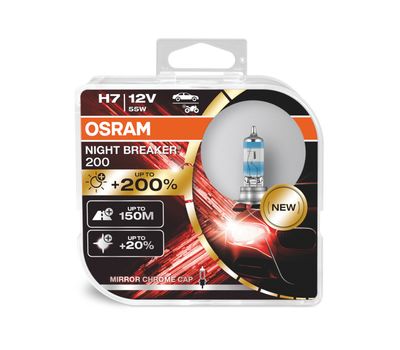 H7 12V
55W
OSRAM
NIGHT BREAKER
200
UP TO
+200%
UP TO
150M
UP TO
+20%
NEW
MIRROR CHROME CAP